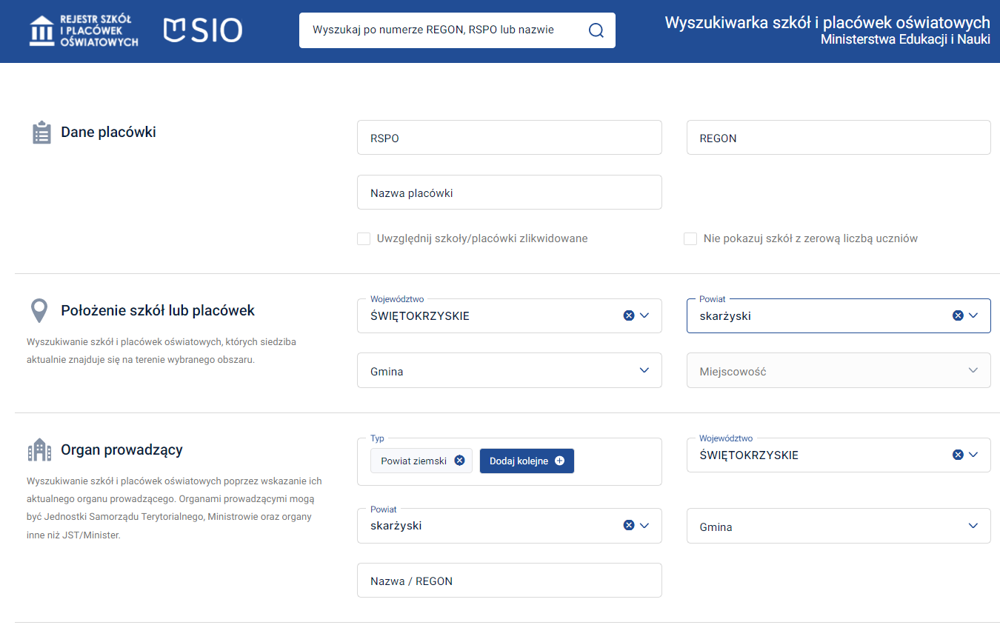 REJESTR SZKÓŁ
I PLACÓWEK
OŚWIATOWYCH
SIO
Wyszukaj po numerze REGON, RSPO lub nazwie
Wyszukiwarka szkół i placówek oświatowych
Ministerstwa Edukacji i Nauki
Dane placówki
RSPO
REGON
Nazwa placówki
Uwzględnij szkoły/placówki zlikwidowane
Nie pokazuj szkół z zerową liczbą uczniów
Położenie szkół lub placówek
Wyszukiwanie szkół i placówek oświatowych, których siedziba
aktualnie znajduje się na terenie wybranego obszaru.
Województwo
ŚWIĘTOKRZYSKIE
Powiat
skarżyski
Gmina
Miejscowość
Organ prowadzący
Wyszukiwanie szkół i placówek oświatowych poprzez wskazanie ich
aktualnego organu prowadzącego. Organami prowadzącymi mogą
być Jednostki Samorządu Terytorialnego, Ministrowie oraz organy
inne niż JST/Minister.
Typ
Powiat ziemski
Dodaj kolejne
Województwo
ŚWIĘTOKRZYSKIE
Powiat
skarżyski
Gmina
Nazwa / REGON